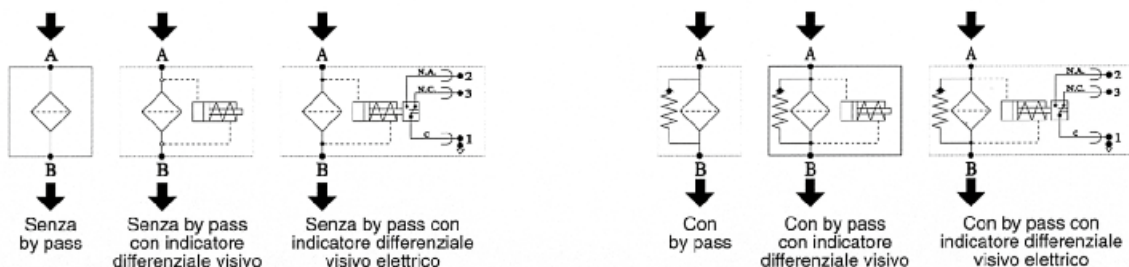 A
B
Senza
by pass
A
B
Senza by pass
con indicatore
differenziale visivo
A
N.A.
2
N.C.
3
C
1
B
Senza by pass con
indicatore differenziale
visivo elettrico
A
B
Con
by pass
A
B
Con by pass
con indicatore
differenziale visivo
A
N.A.
2
N.C.
3
C
1
B
Con by pass con
indicatore differenziale
visivo elettrico